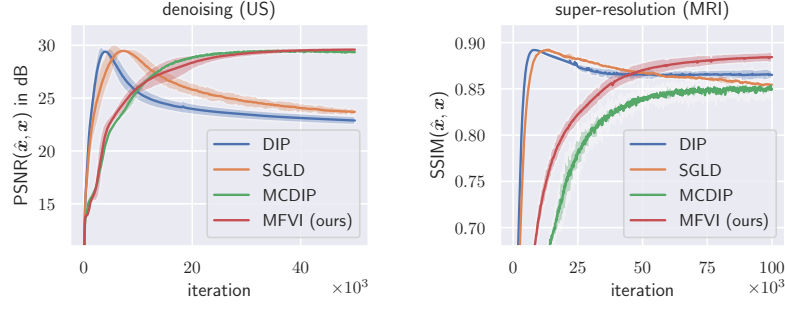 denoising (US)
PSNR(x̂, x) in dB
30
25
20
15
DIP
SGLD
MCDIP
MFVI (ours)
0
20
40
×10³
iteration
super-resolution (MRI)
SSIM(x̂, x)
0.90
0.85
0.80
0.75
0.70
DIP
SGLD
MCDIP
MFVI (ours)
0
25
50
75
100
×10³
iteration